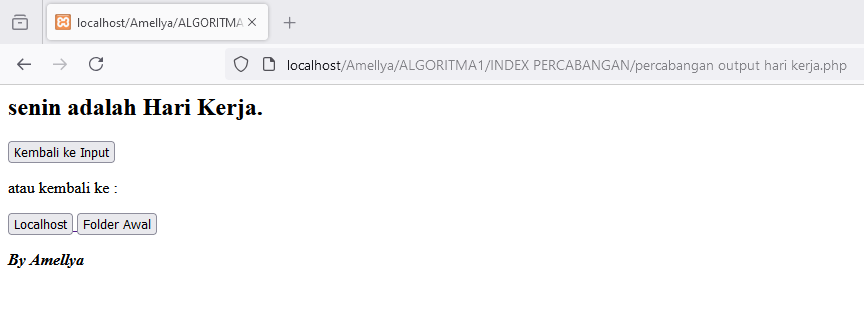 localhost/Amellya/ALGORITMA
localhost/Amellya/ALGORITMA1/INDEX PERCABANGAN/percabangan output hari kerja.php
senin adalah Hari Kerja.
Kembali ke Input
atau kembali ke :
Localhost Folder Awal
By Amellya